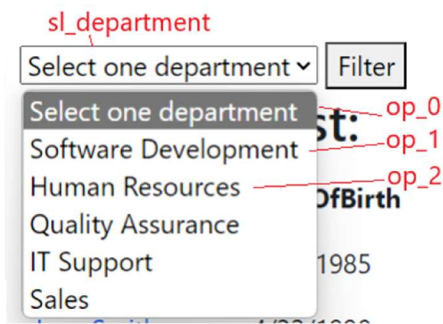 sl_department
Select one department Filter
Select one department op_0
st:
Software Development op_1
Human Resources op_2
OfBirth
Quality Assurance
IT Support 1985
Sales